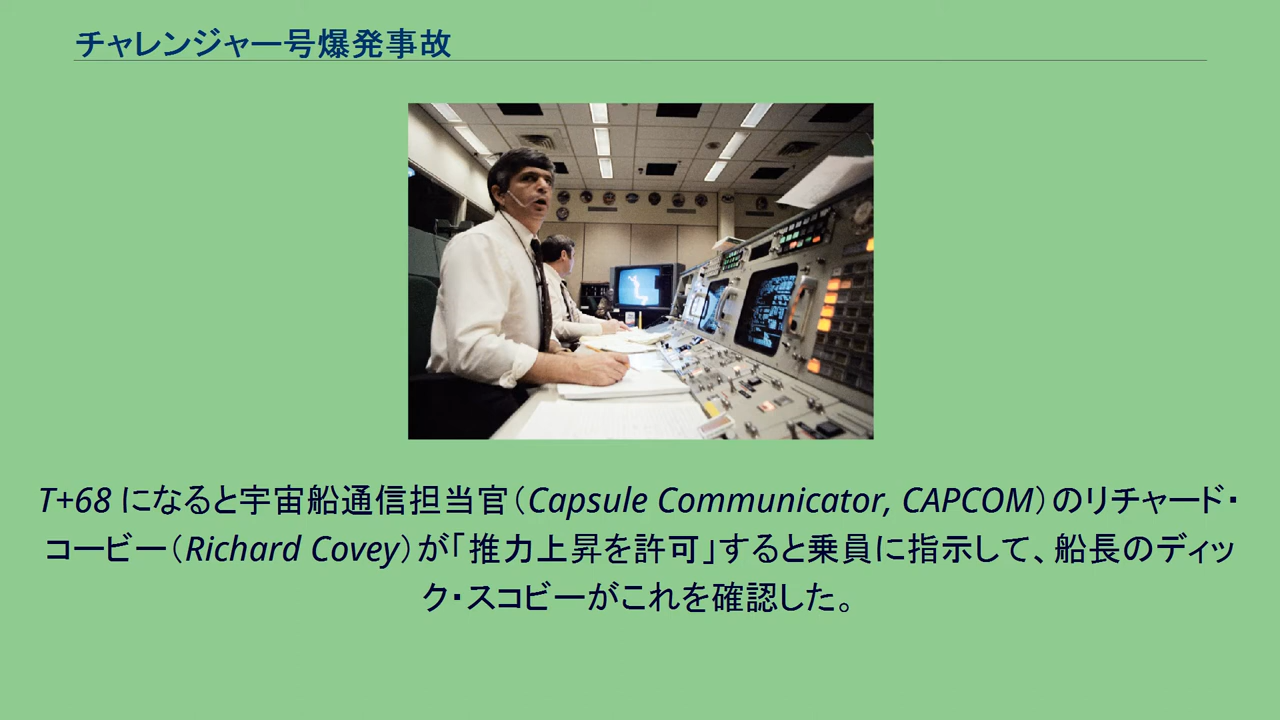 チャレンジャー号爆発事故
T+68 になると宇宙船通信担当官（Capsule Communicator, CAPCOM）のリチャード・
コービー（Richard Covey）が「推力上昇を許可」すると乗員に指示して、船長のディッ
ク・スコビーがこれを確認した。